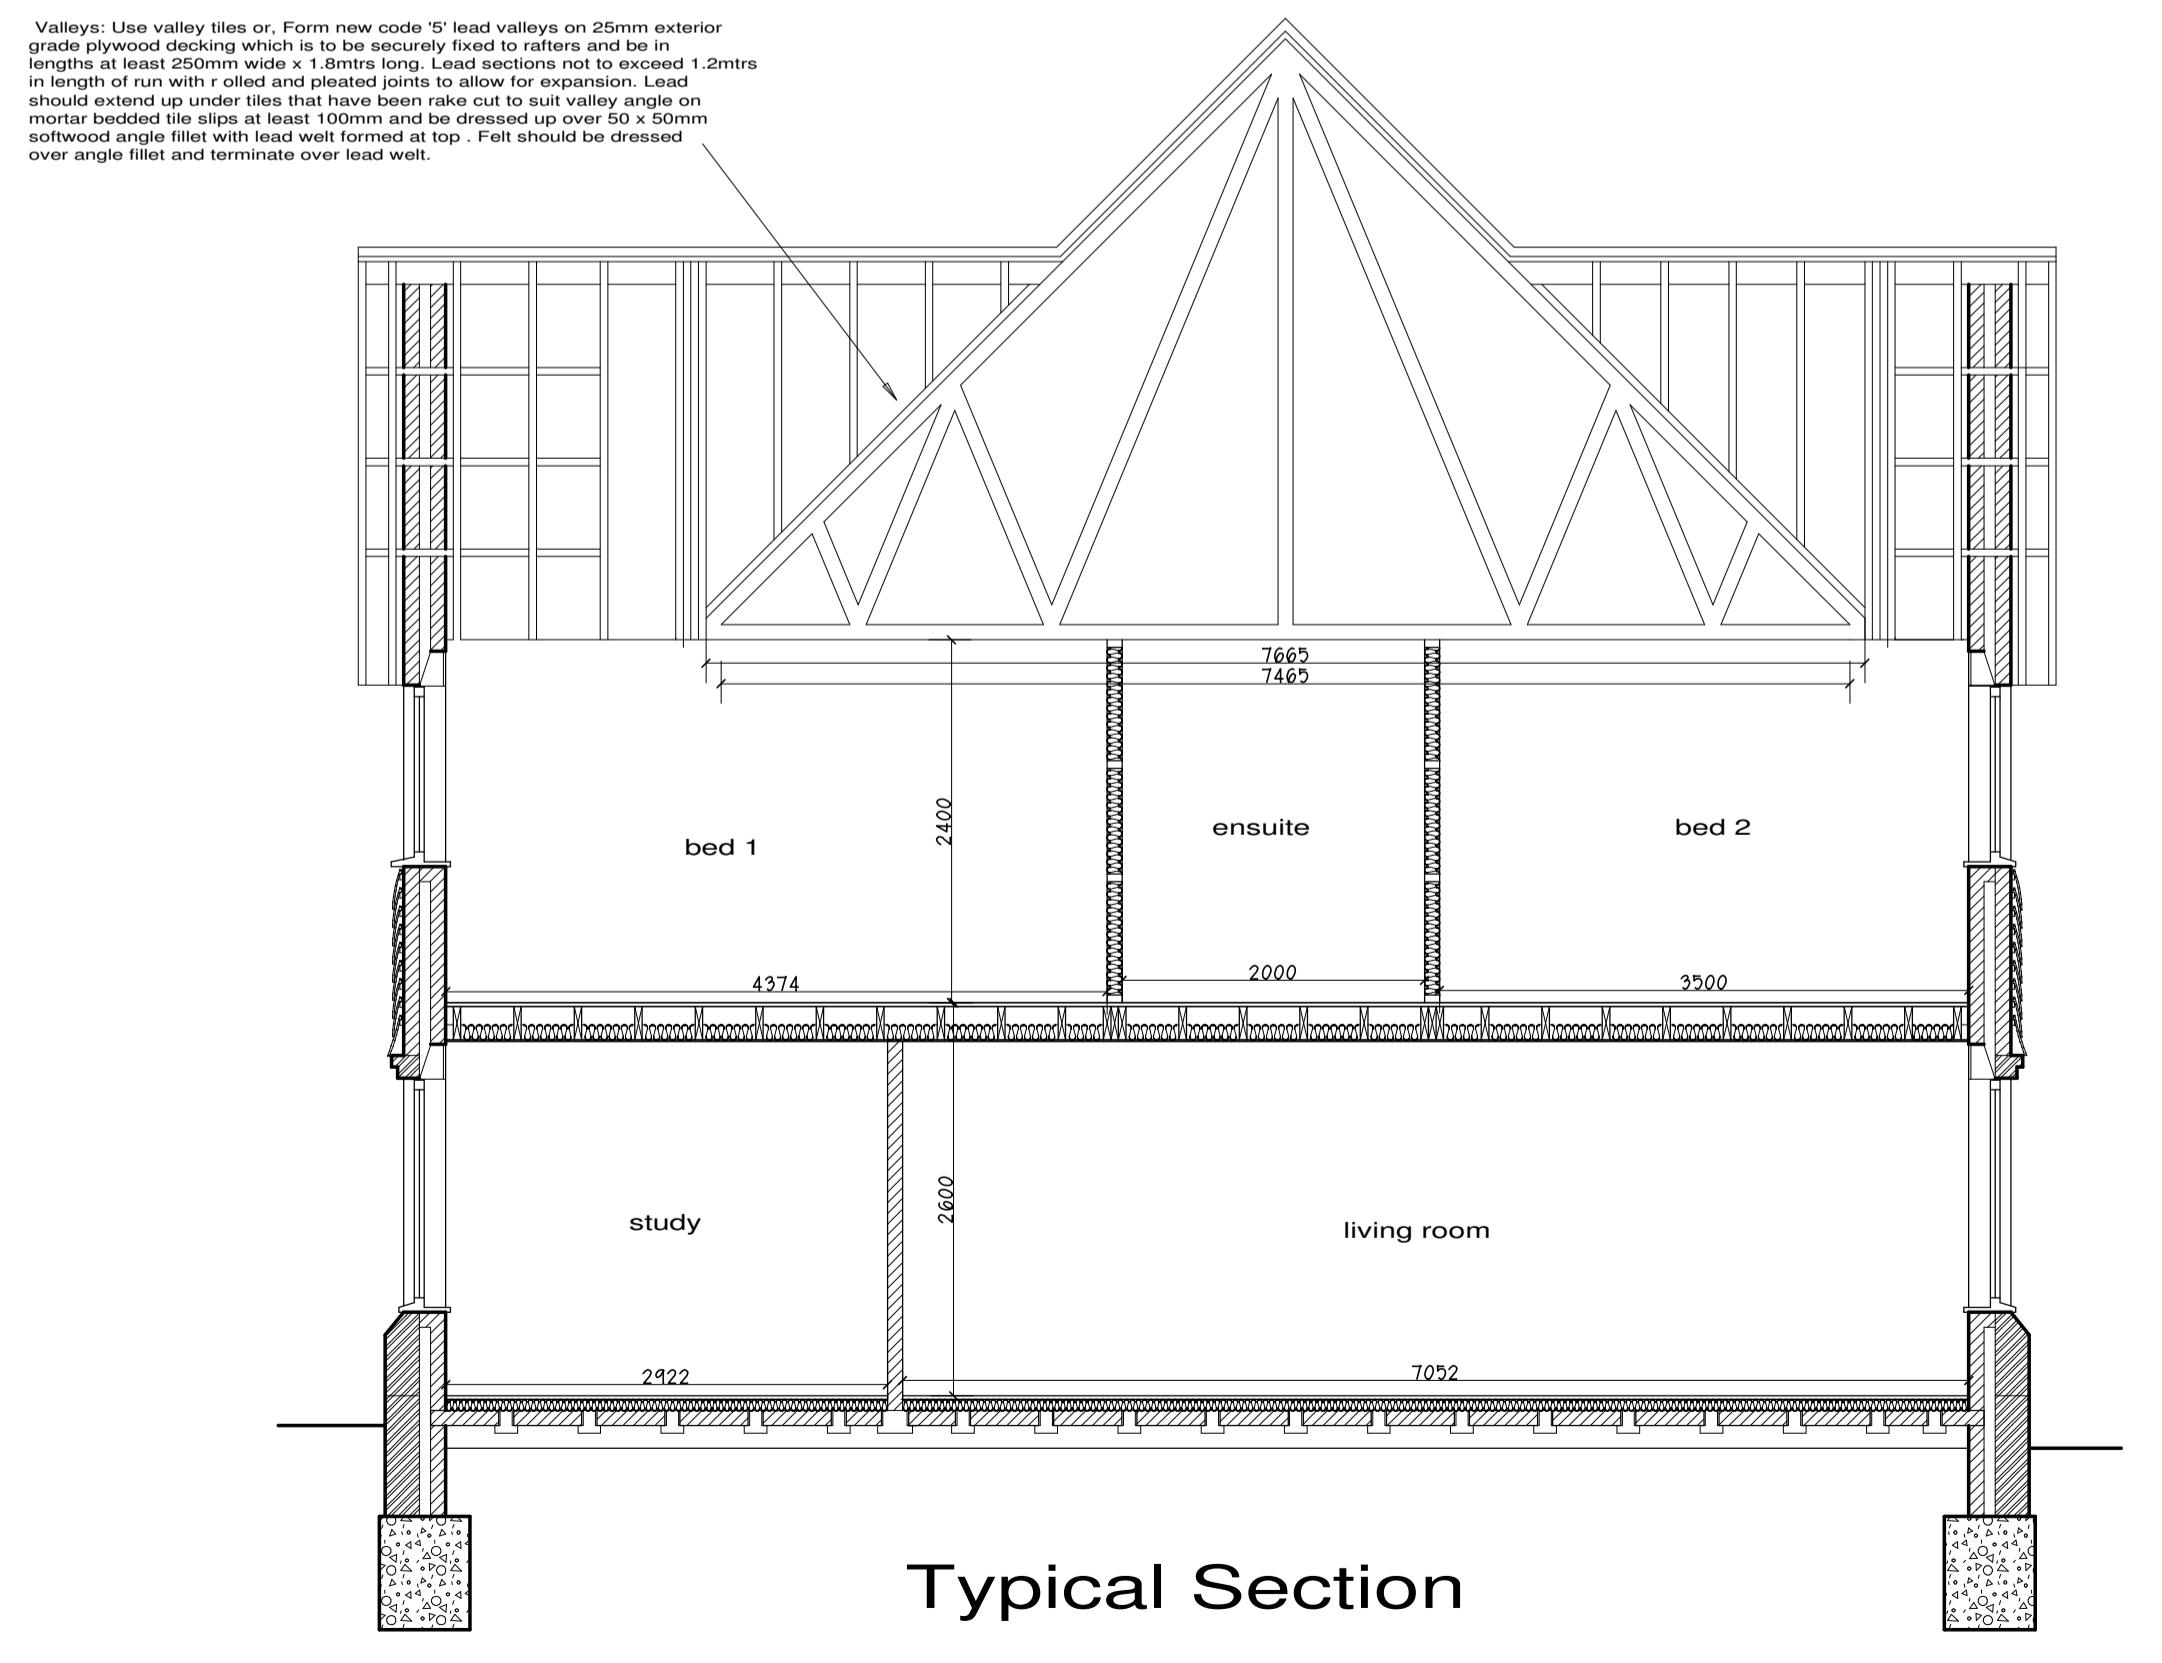 Valleys: Use valley tiles or, Form new code '5' lead valleys on 25mm exterior
grade plywood decking which is to be securely fixed to rafters and be in
lengths at least 250mm wide x 1.8mtrs long. Lead sections not to exceed 1.2mtrs
in length of run with r olled and pleated joints to allow for expansion. Lead
should extend up under tiles that have been rake cut to suit valley angle on
mortar bedded tile slips at least 100mm and be dressed up over 50 x 50mm
softwood angle fillet with lead welt formed at top . Felt should be dressed
over angle fillet and terminate over lead welt.
7665
7465
2400
bed 1
ensuite
bed 2
4374
2000
3500
2600
study
living room
2922
7052
Typical Section